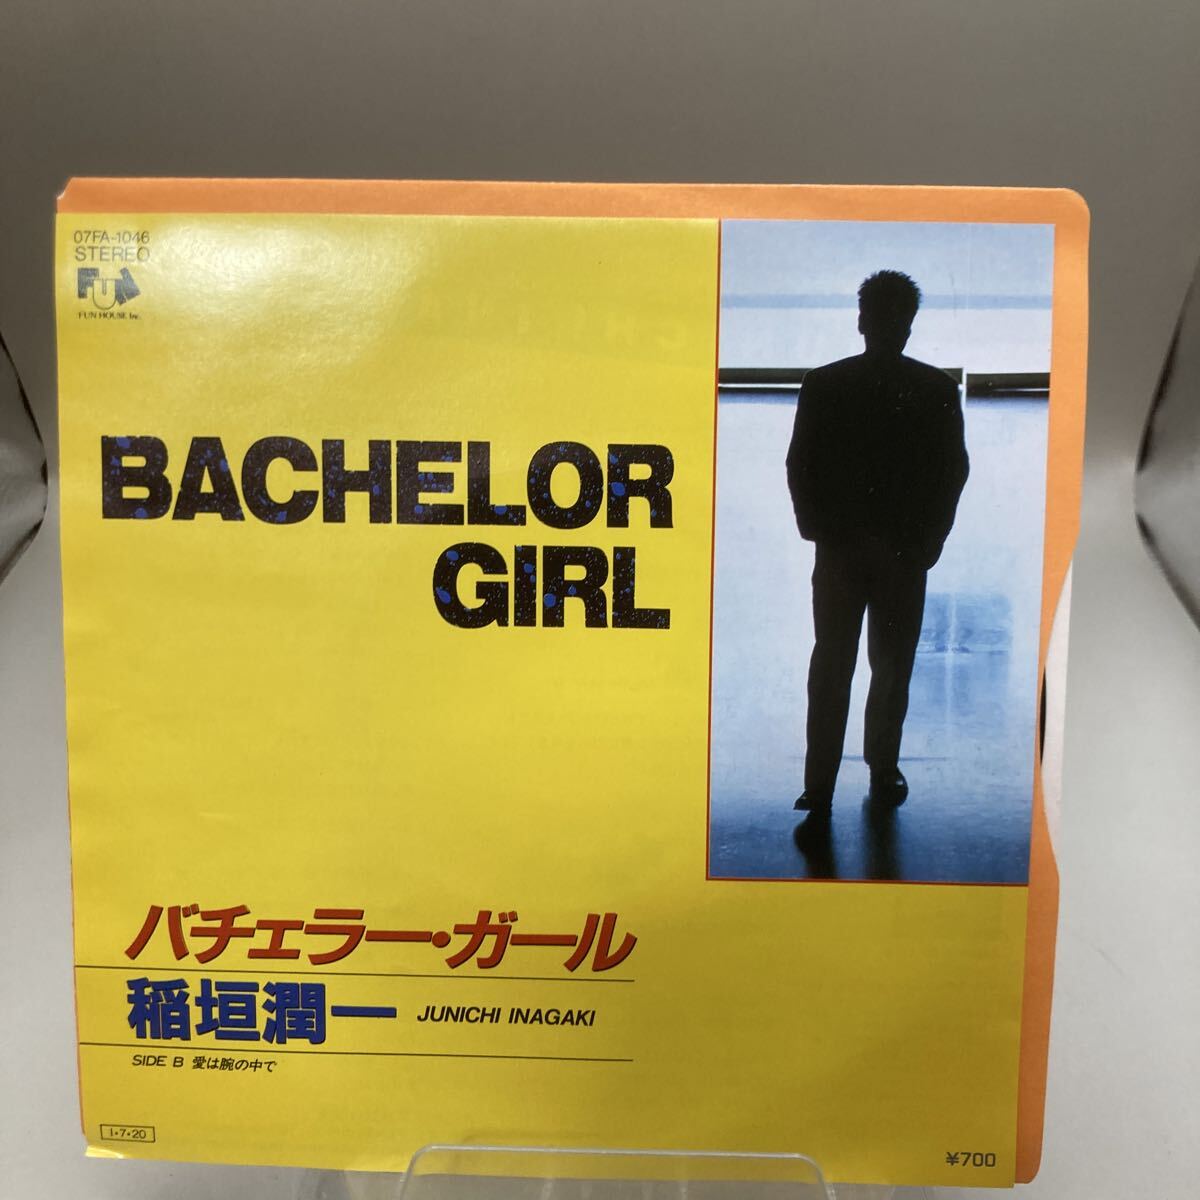 07FA-1046
STEREO
FUN
FUN HOUSE Inc.
BACHELOR
GIRL
バチェラー・ガール
稲垣潤一 JUNICHI INAGAKI
SIDE B 愛は腕の中で
I・7・20
¥700